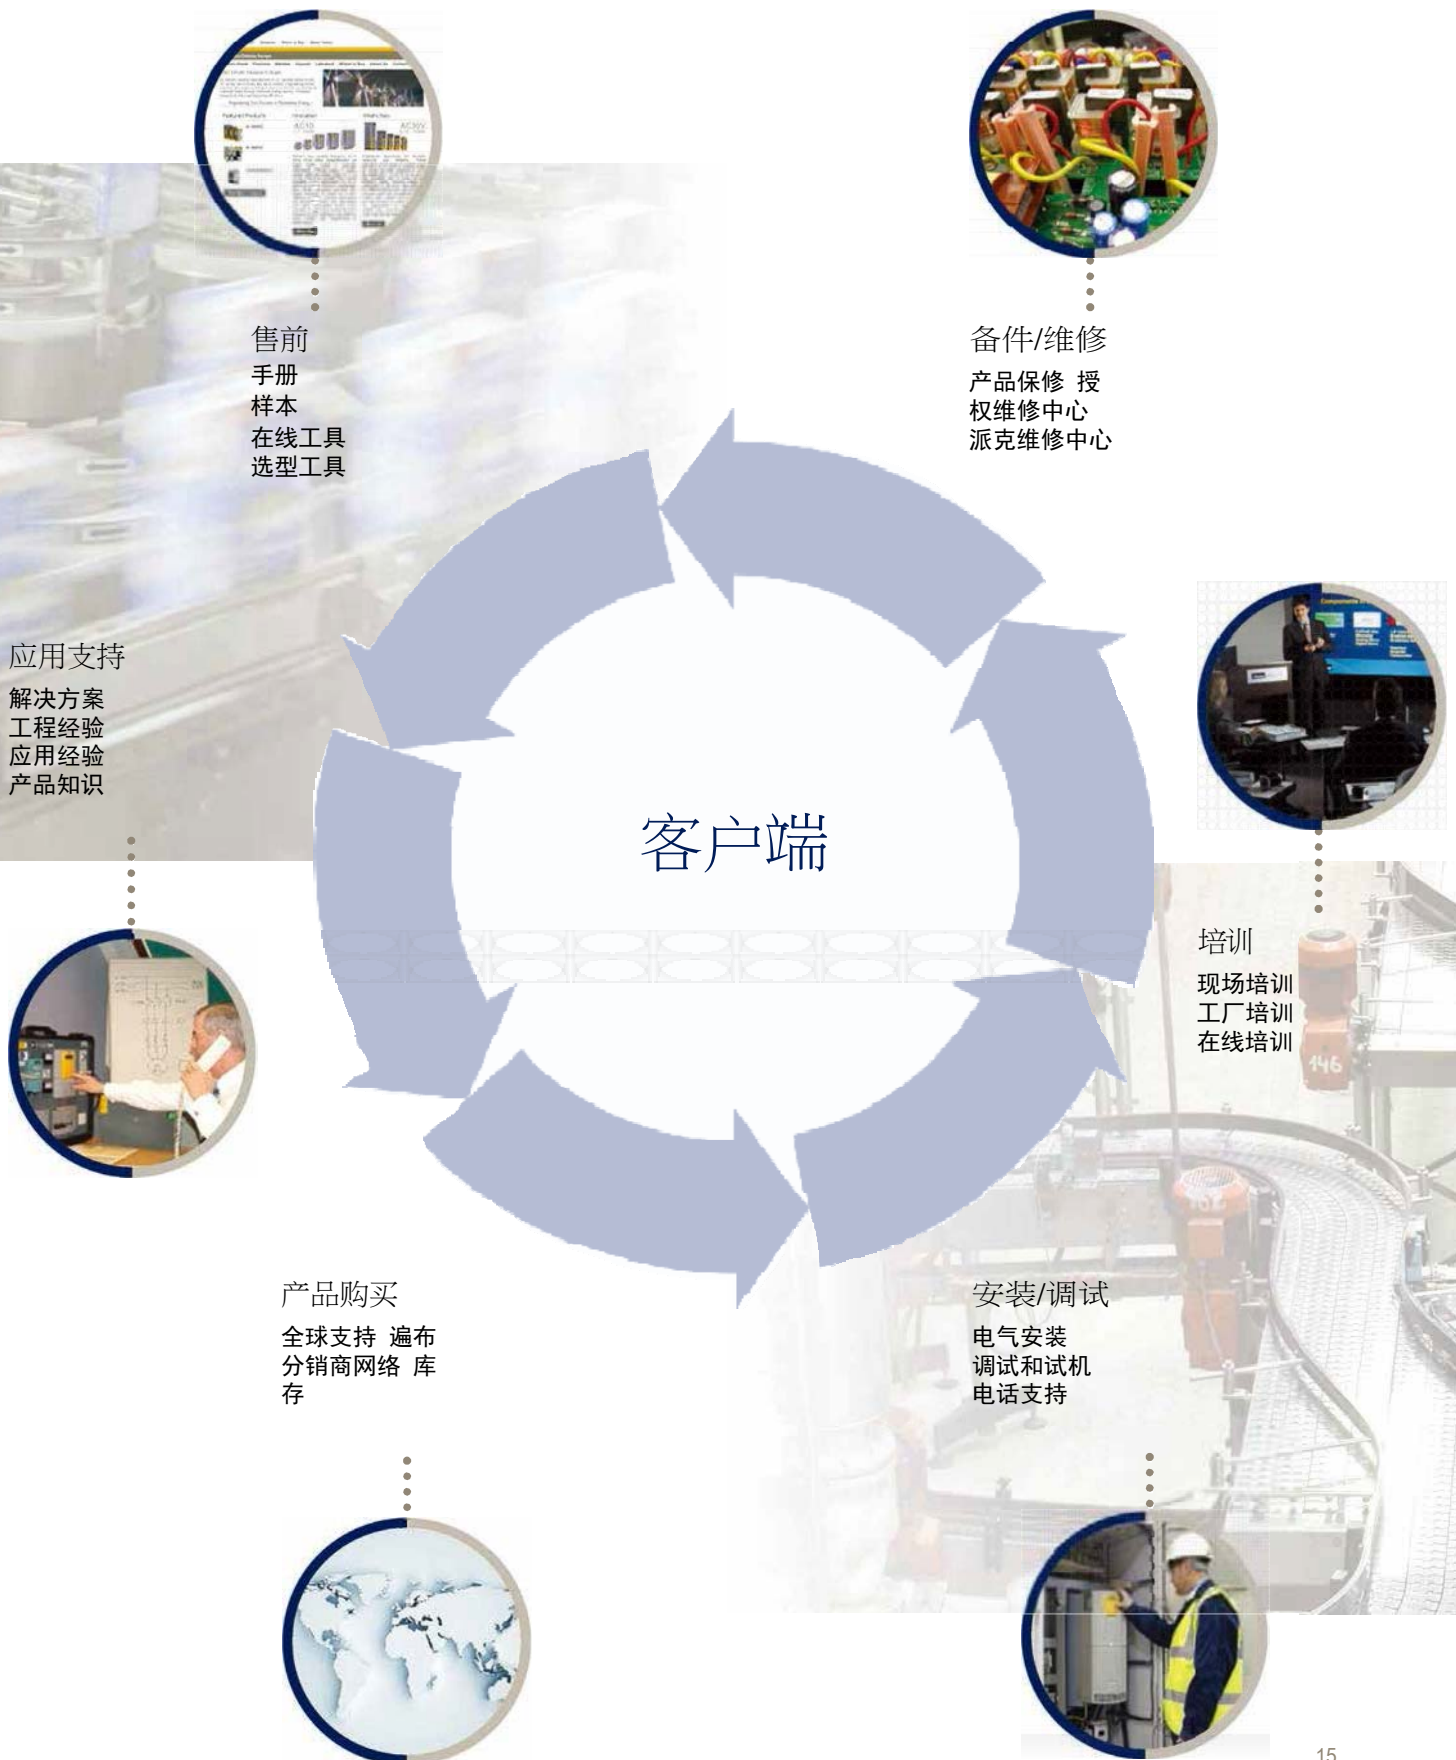 售前
手册
样本
在线工具
选型工具
备件/维修
产品保修 授
权维修中心
派克维修中心
应用支持
解决方案
工程经验
应用经验
产品知识
客户端
培训
现场培训
工厂培训
在线培训
146
162
产品购买
全球支持 遍布
分销商网络 库
存
安装/调试
电气安装
调试和试机
电话支持
15